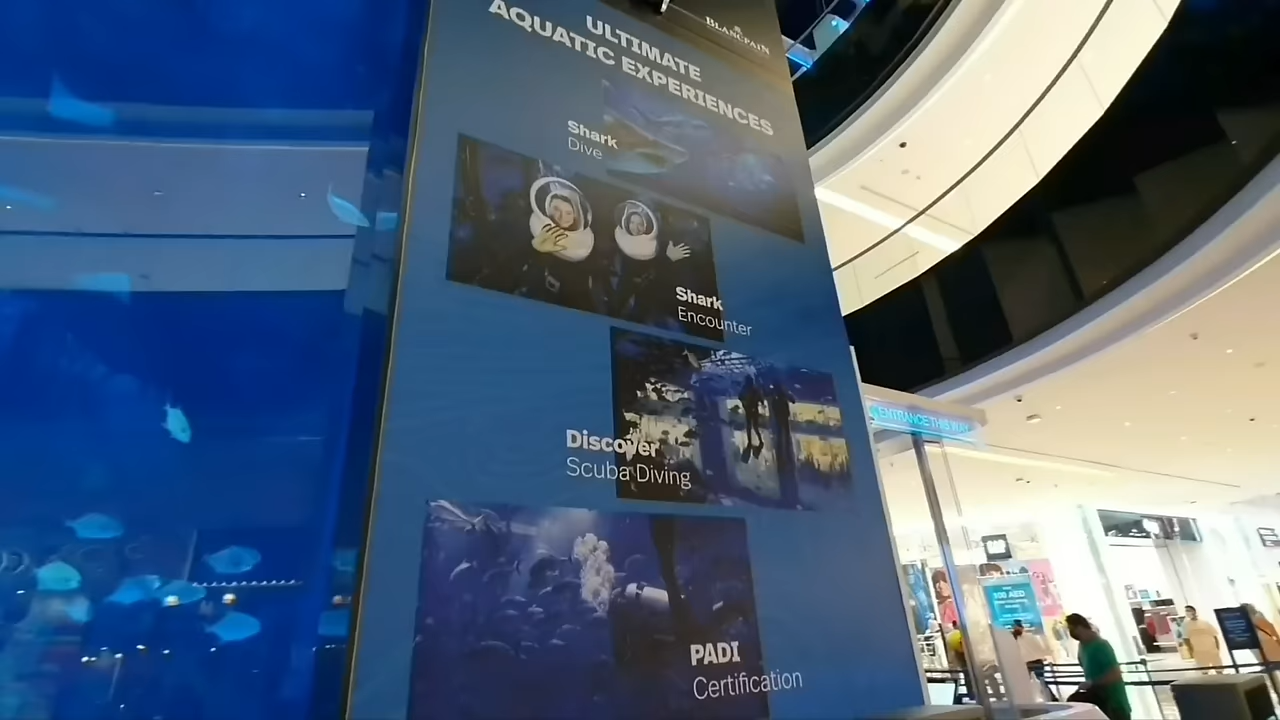 BLANCPAIN
ULTIMATE
AQUATIC EXPERIENCES
Shark
Dive
Shark
Encounter
Discover
Scuba Diving
PADI
Certification
ENTRANCE THIS WAY
100 AED